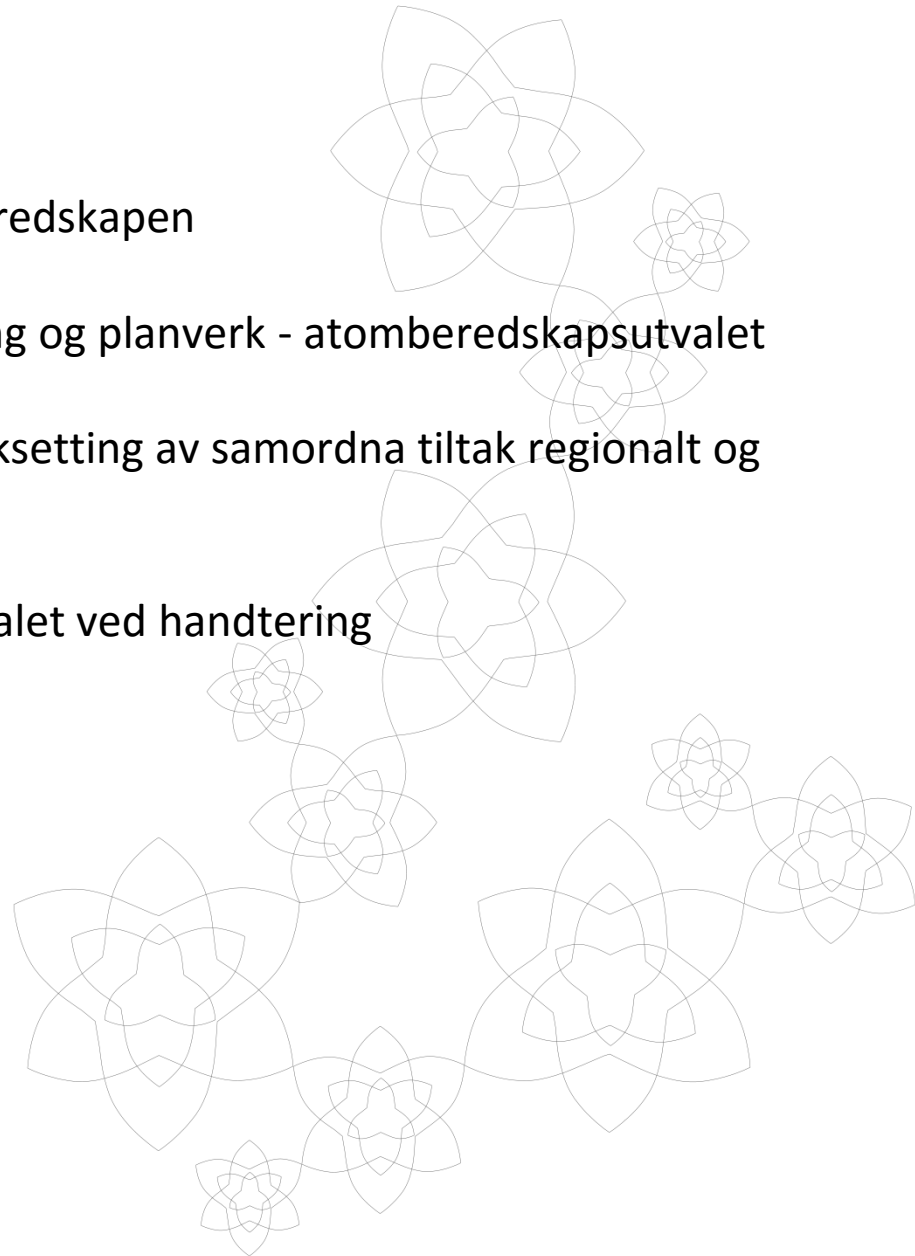 redskapen
g og planverk - atomberedskapsutvalet
ksetting av samordna tiltak regionalt og
alet ved handtering